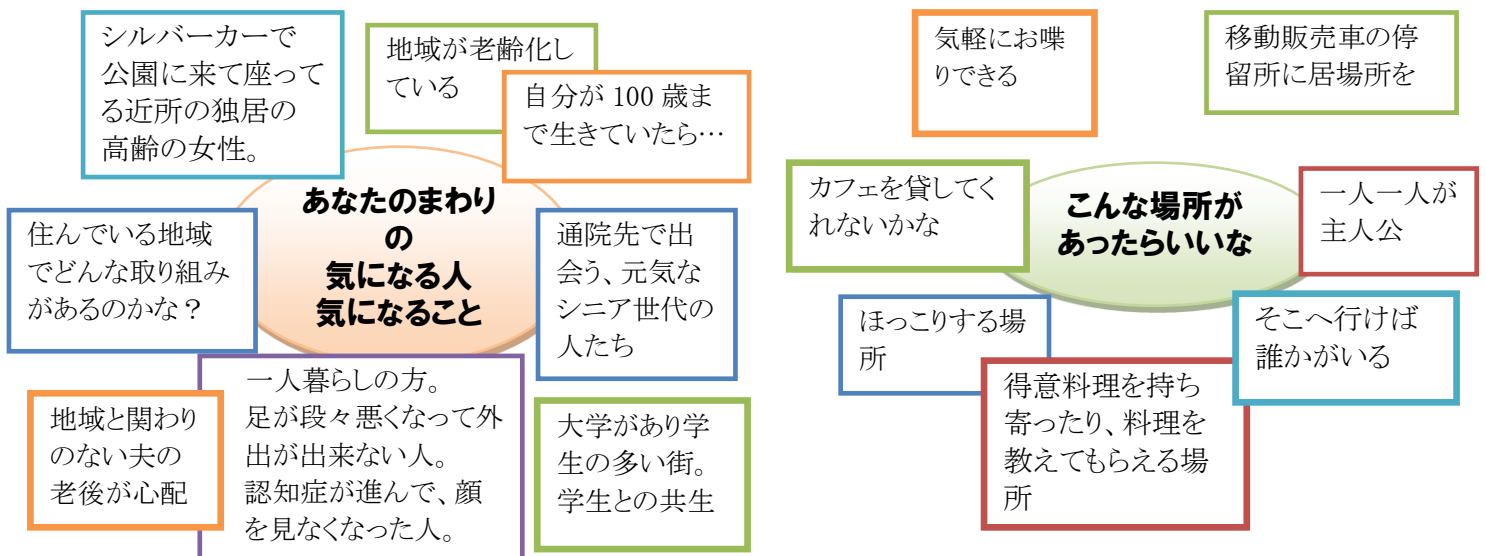 シルバーカーで
公園に来て座って
る近所の独居の
高齢の女性。
地域が老齢化し
ている
自分が 100 歳ま
で生きていたら…
あなたのまわり
の
気になる人
気になること
住んでいる地域
でどんな取り組み
があるのかな？
通院先で出
会う、元気な
シニア世代の
人たち
地域と関わり
のない夫の
老後が心配
一人暮らしの方。
足が段々悪くなって外
出が出来ない人。
認知症が進んで、顔
を見なくなった人。
大学があり学
生の多い街。
学生との共生
気軽にお喋
りできる
移動販売車の停
留所に居場所を
カフェを貸してく
れないかな
こんな場所が
あったらいいな
一人一人が
主人公
ほっこりする場
所
得意料理を持ち
寄ったり、料理を
教えてもらえる場
所
そこへ行けば
誰かがいる